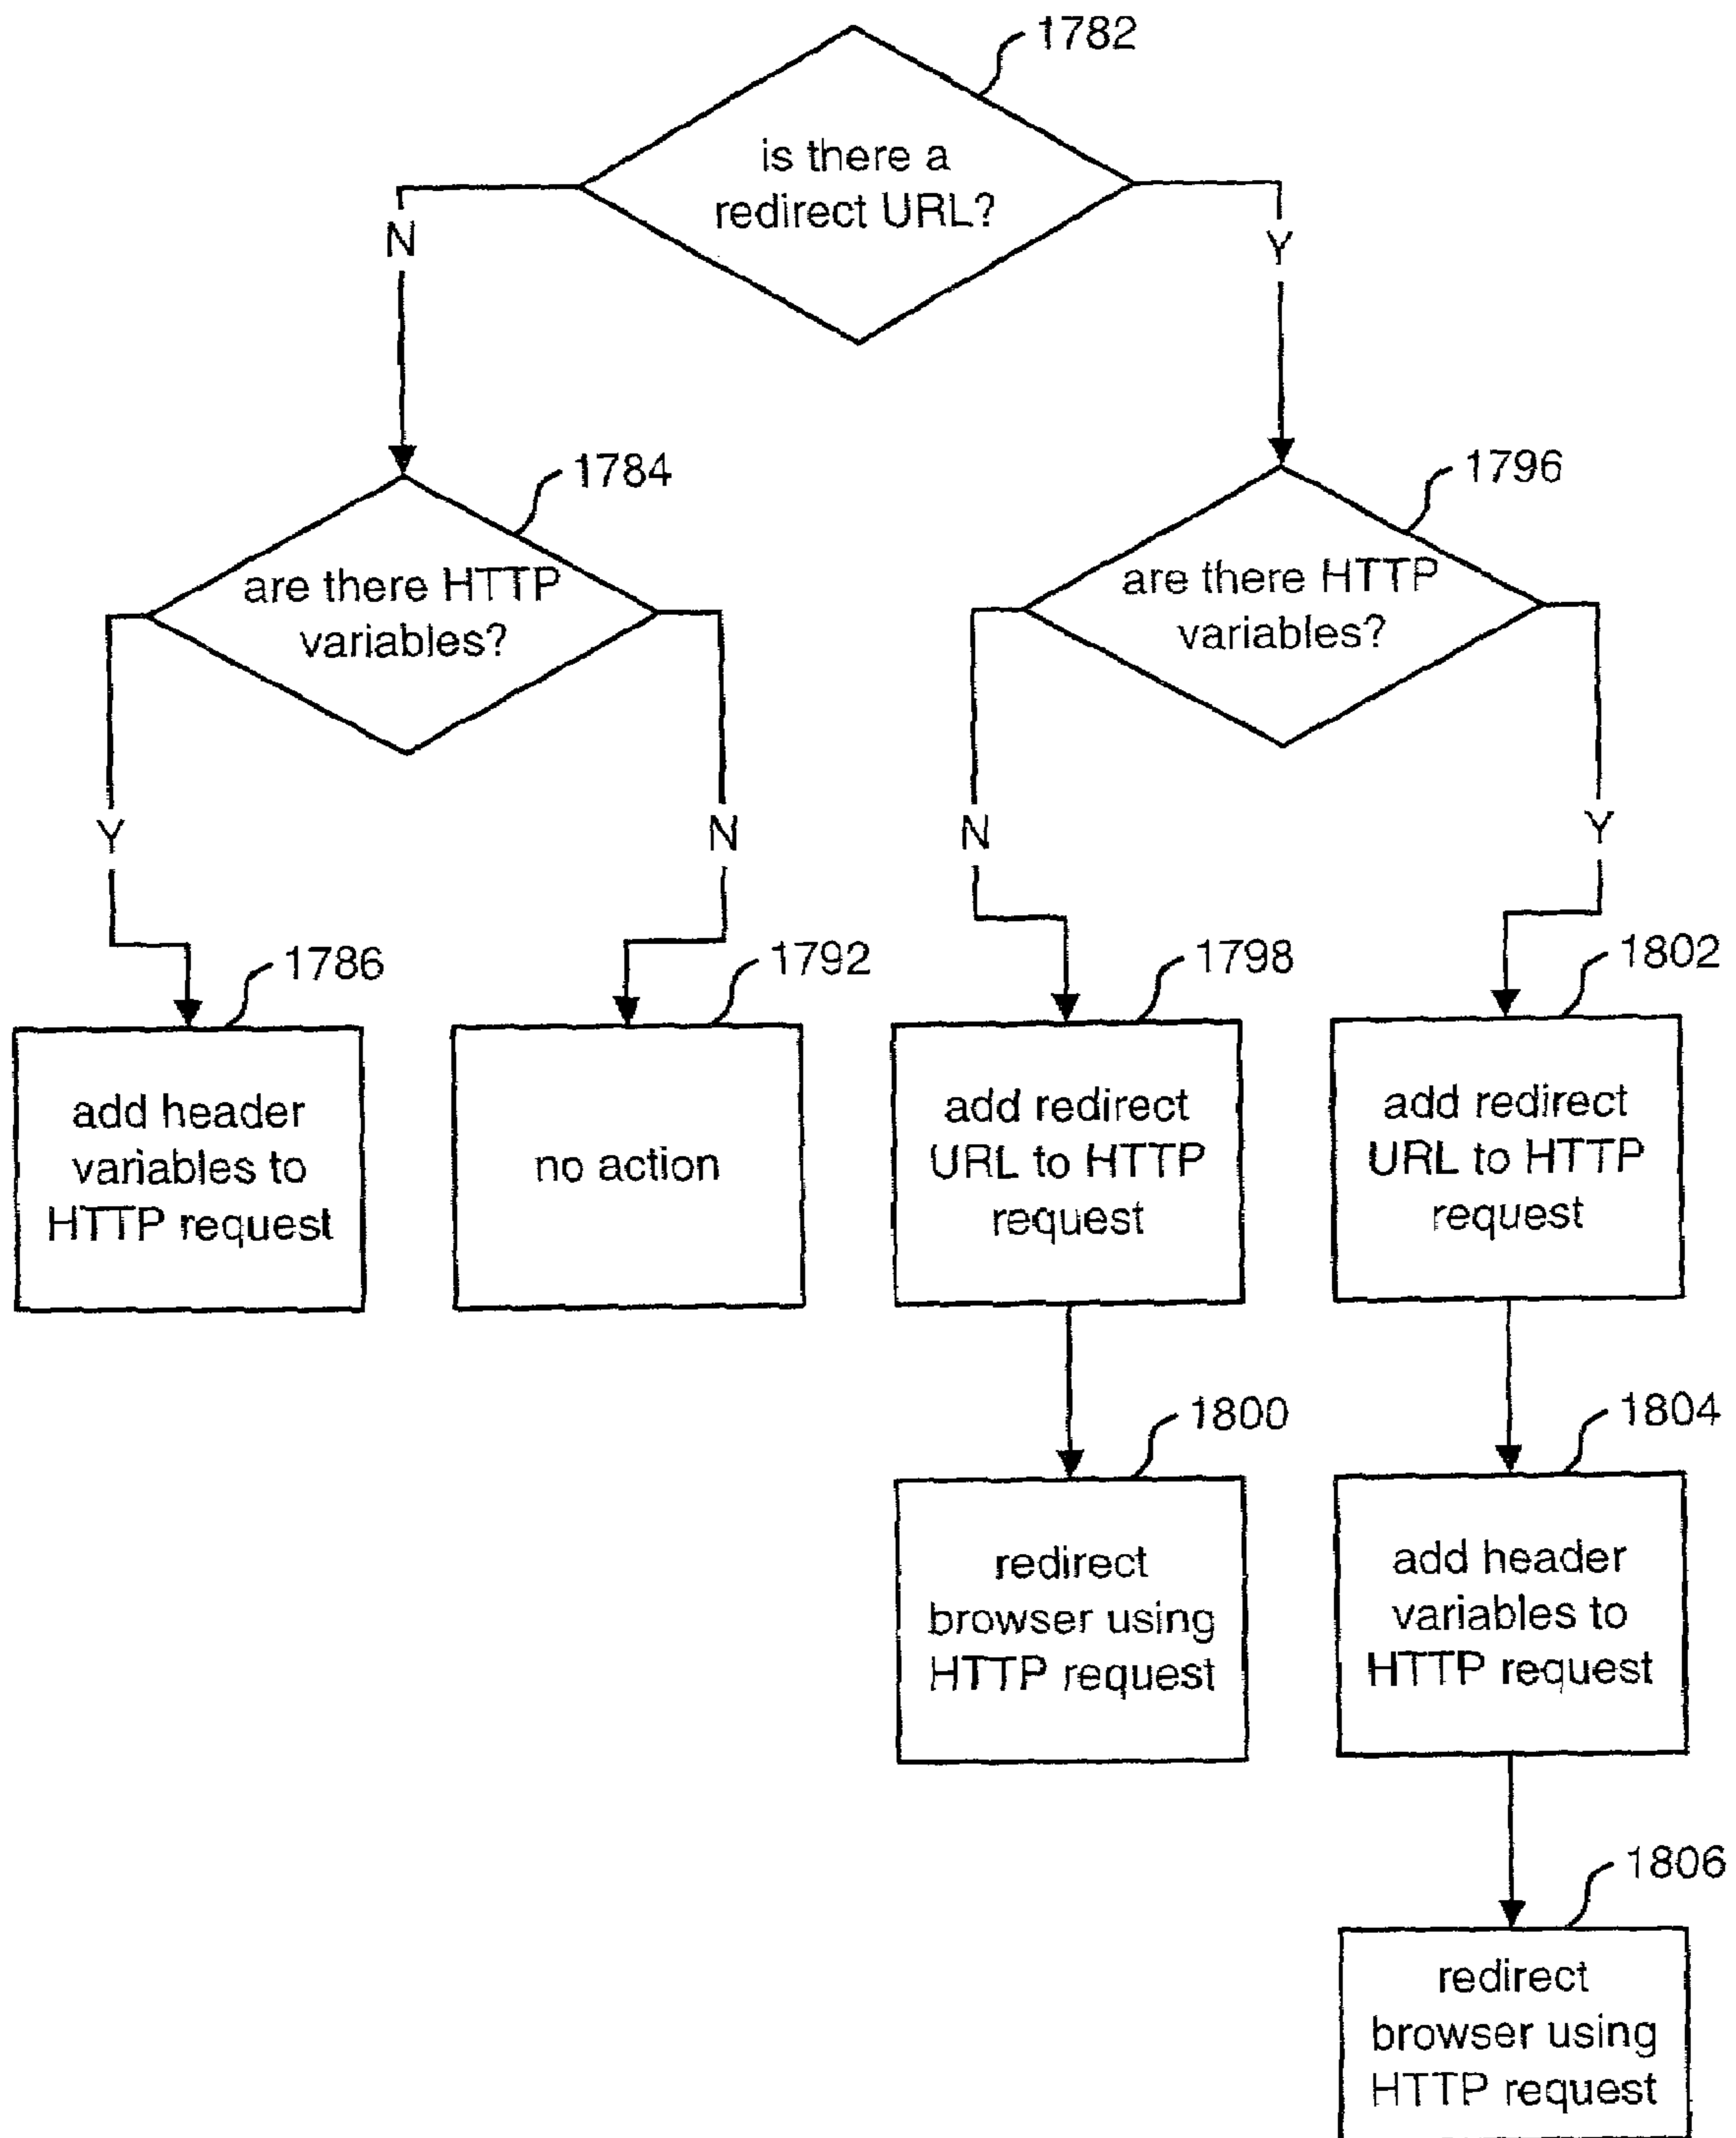 1782
is there a
redirect URL?
N
Y
1784
1796
are there HTTP
variables?
are there HTTP
variables?
Y
N
N
Y
1786
1792
1798
1802
add header
variables to
HTTP request
no action
add redirect
URL to HTTP
request
add redirect
URL to HTTP
request
1800
1804
redirect
browser using
HTTP request
add header
variables to
HTTP request
1806
redirect
browser using
HTTP request